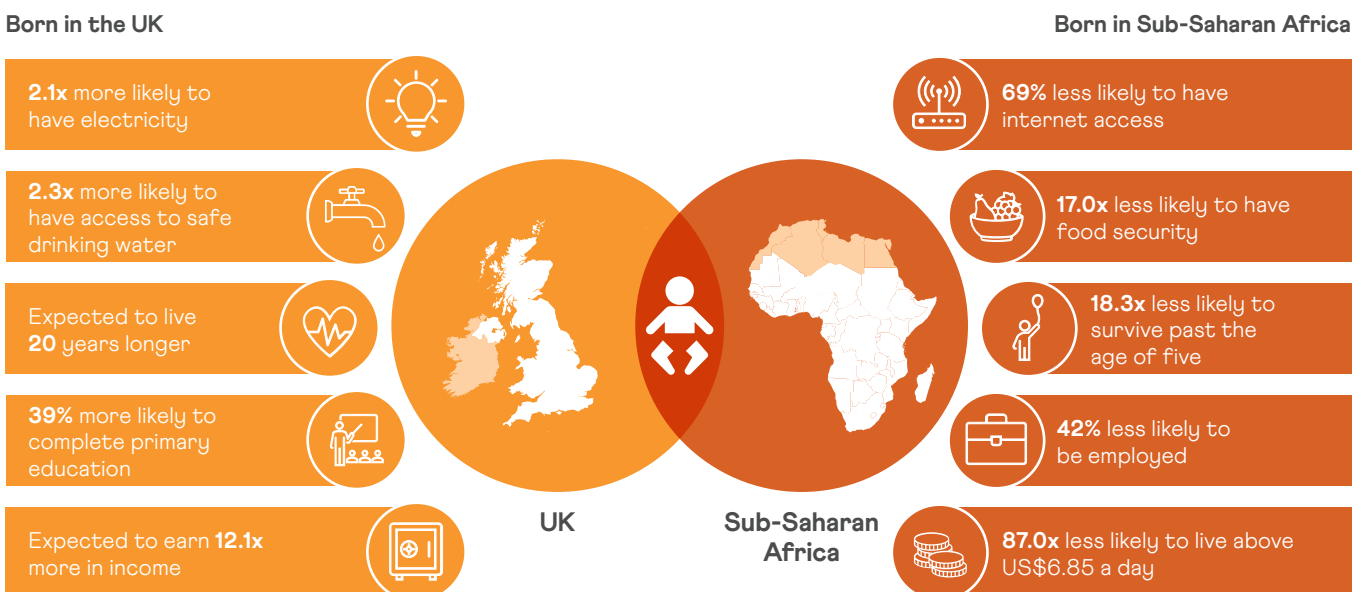 Born in the UK
2.1x more likely to
have electricity
2.3x more likely to
have access to safe
drinking water
Expected to live
20 years longer
39% more likely to
complete primary
education
Expected to earn 12.1x
more in income
UK
Sub-Saharan
Africa
Born in Sub-Saharan Africa
69% less likely to have
internet access
17.0x less likely to have
food security
18.3x less likely to
survive past the
age of five
42% less likely to
be employed
87.0x less likely to live above
US$6.85 a day